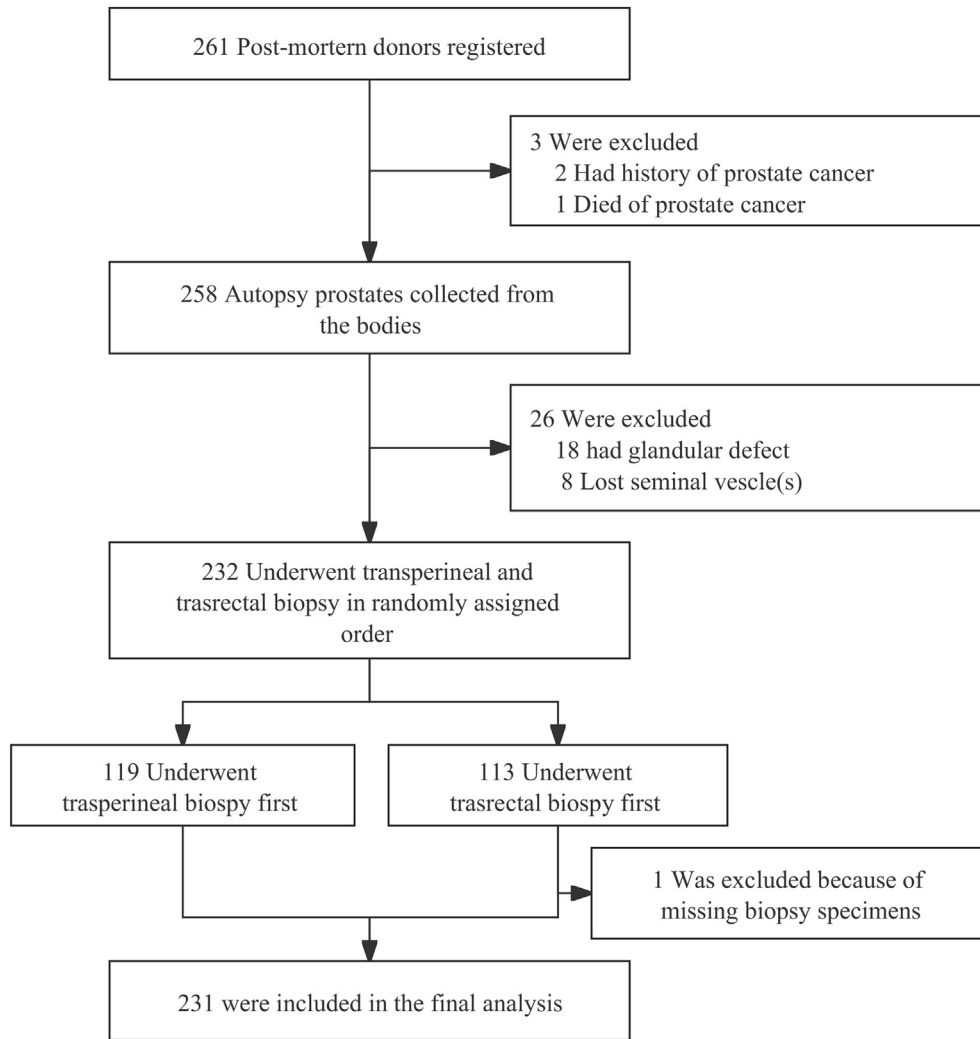 261 Post-mortern donors registered
3 Were excluded
2 Had history of prostate cancer
1 Died of prostate cancer
258 Autopsy prostates collected from
the bodies
26 Were excluded
18 had glandular defect
8 Lost seminal vescle(s)
232 Underwent transperineal and
trasrectal biopsy in randomly assigned
order
119 Underwent
trasperineal biospy first
113 Underwent
trasrectal biospy first
1 Was excluded because of
missing biopsy specimens
231 were included in the final analysis